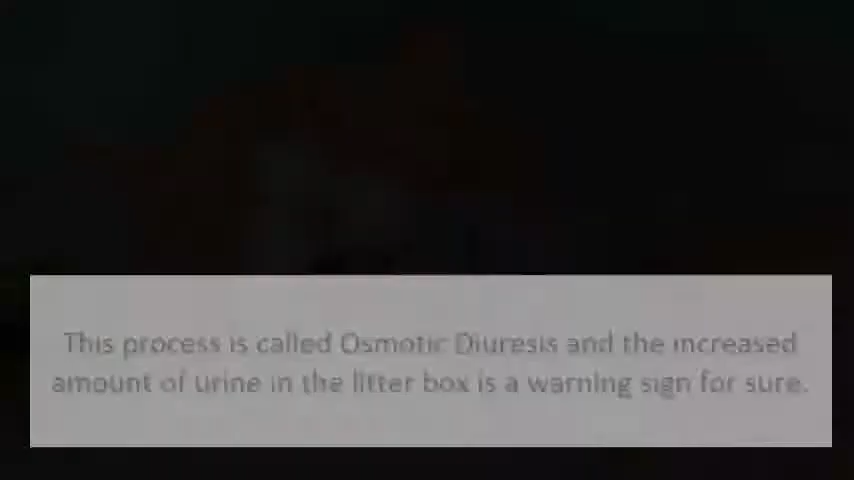 This process is called Osmotic Diuresis and the increased
amount of urine in the litter box is a warning sign for sure.